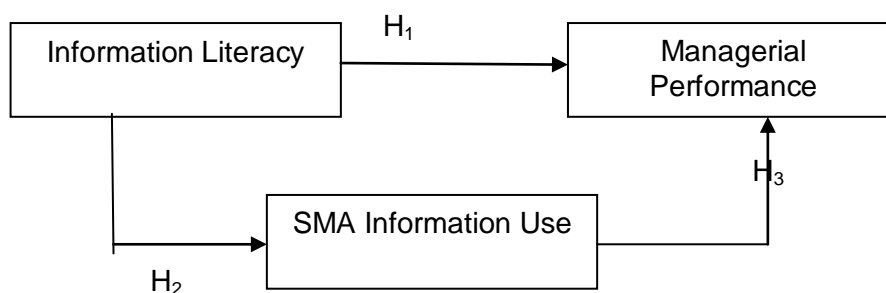 H₁
Information Literacy
Managerial
Performance
H₃
SMA Information Use
H₂